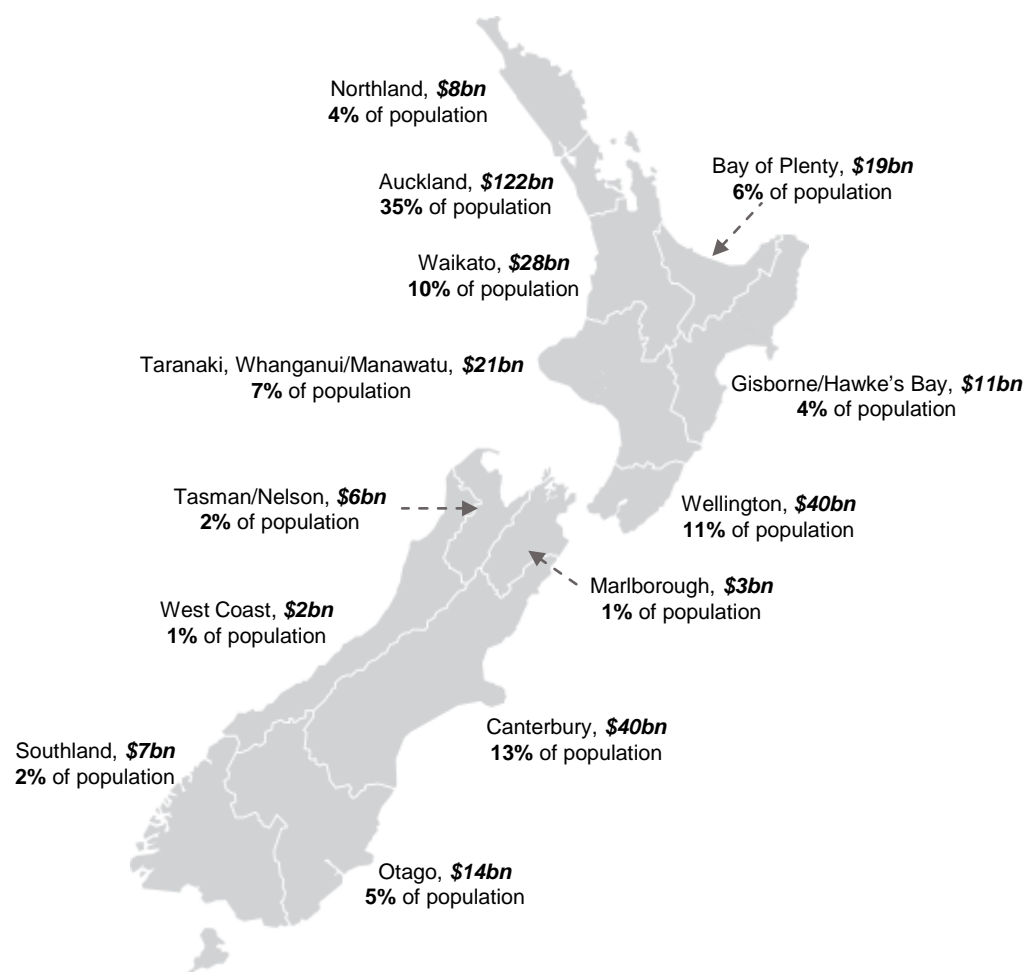 Northland, $8bn
4% of population
Auckland, $122bn
35% of population
Bay of Plenty, $19bn
6% of population
Waikato, $28bn
10% of population
Taranaki, Whanganui/Manawatu, $21bn
7% of population
Gisborne/Hawke's Bay, $11bn
4% of population
Tasman/Nelson, $6bn
2% of population
Wellington, $40bn
11% of population
Marlborough, $3bn
1% of population
West Coast, $2bn
1% of population
Canterbury, $40bn
13% of population
Southland, $7bn
2% of population
Otago, $14bn
5% of population